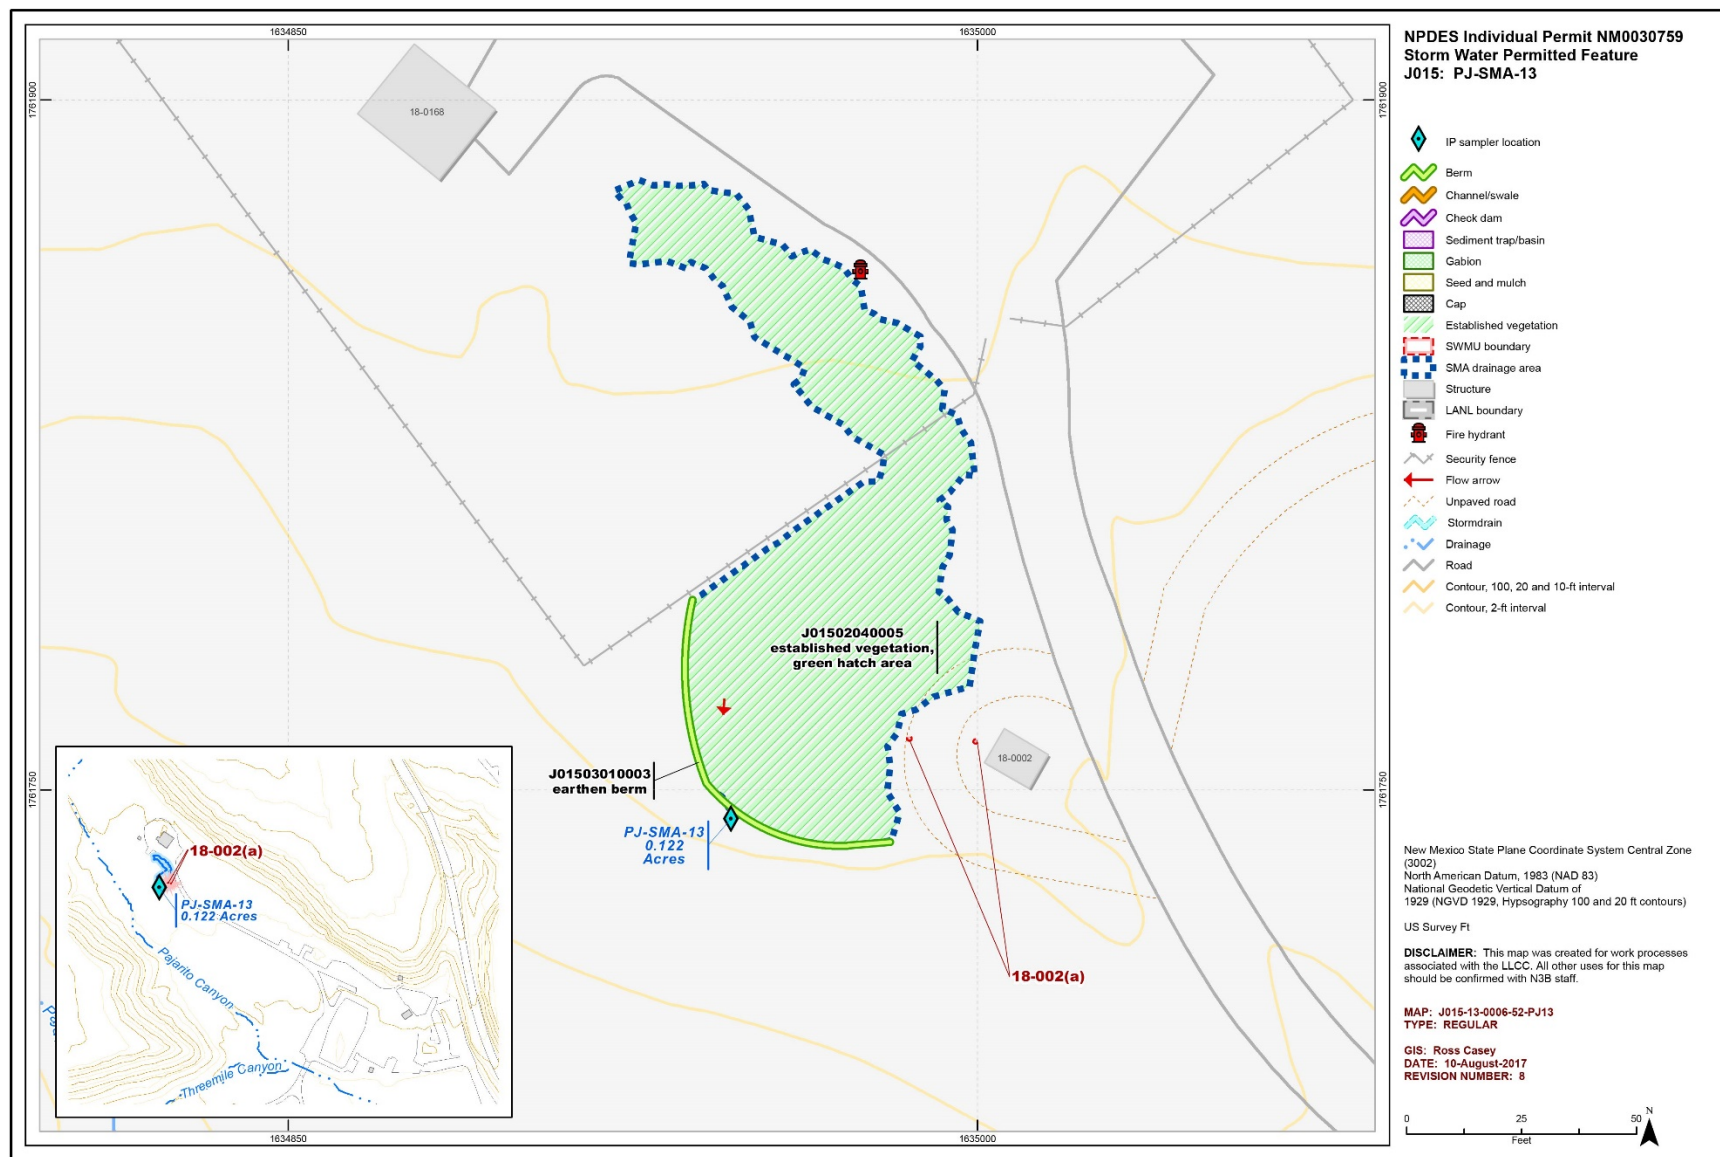 1634850
1635000
NPDES Individual Permit NM0030759
Storm Water Permitted Feature
J015: PJ-SMA-13
1761900
1761900
18-0168
IP sampler location
Berm
Channel/swale
Check dam
Sediment trap/basin
Gabion
Seed and mulch
Cap
Established vegetation
SWMU boundary
SMA drainage area
Structure
LANL boundary
Fire hydrant
Security fence
Flow arrow
Unpaved road
Stormdrain
Drainage
Road
Contour, 100, 20 and 10-ft interval
Contour, 2-ft interval
J01502040005
established vegetation,
green hatch area
18-0002
J01503010003
earthen berm
1761750
1761750
PJ-SMA-13
0.122
Acres
18-002(a)
18-002(a)
PJ-SMA-13
0.122 Acres
Pajarito Canyon
Threemile Canyon
New Mexico State Plane Coordinate System Central Zone
(3002)
North American Datum, 1983 (NAD 83)
National Geodetic Vertical Datum of
1929 (NGVD 1929, Hypsography 100 and 20 ft contours)
US Survey Ft
DISCLAIMER: This map was created for work processes
associated with the LLCC. All other uses for this map
should be confirmed with N3B staff.
MAP: J015-13-0006-52-PJ13
TYPE: REGULAR
GIS: Ross Casey
DATE: 10-August-2017
REVISION NUMBER: 8
0 25 50
Feet
N
1634850
1635000